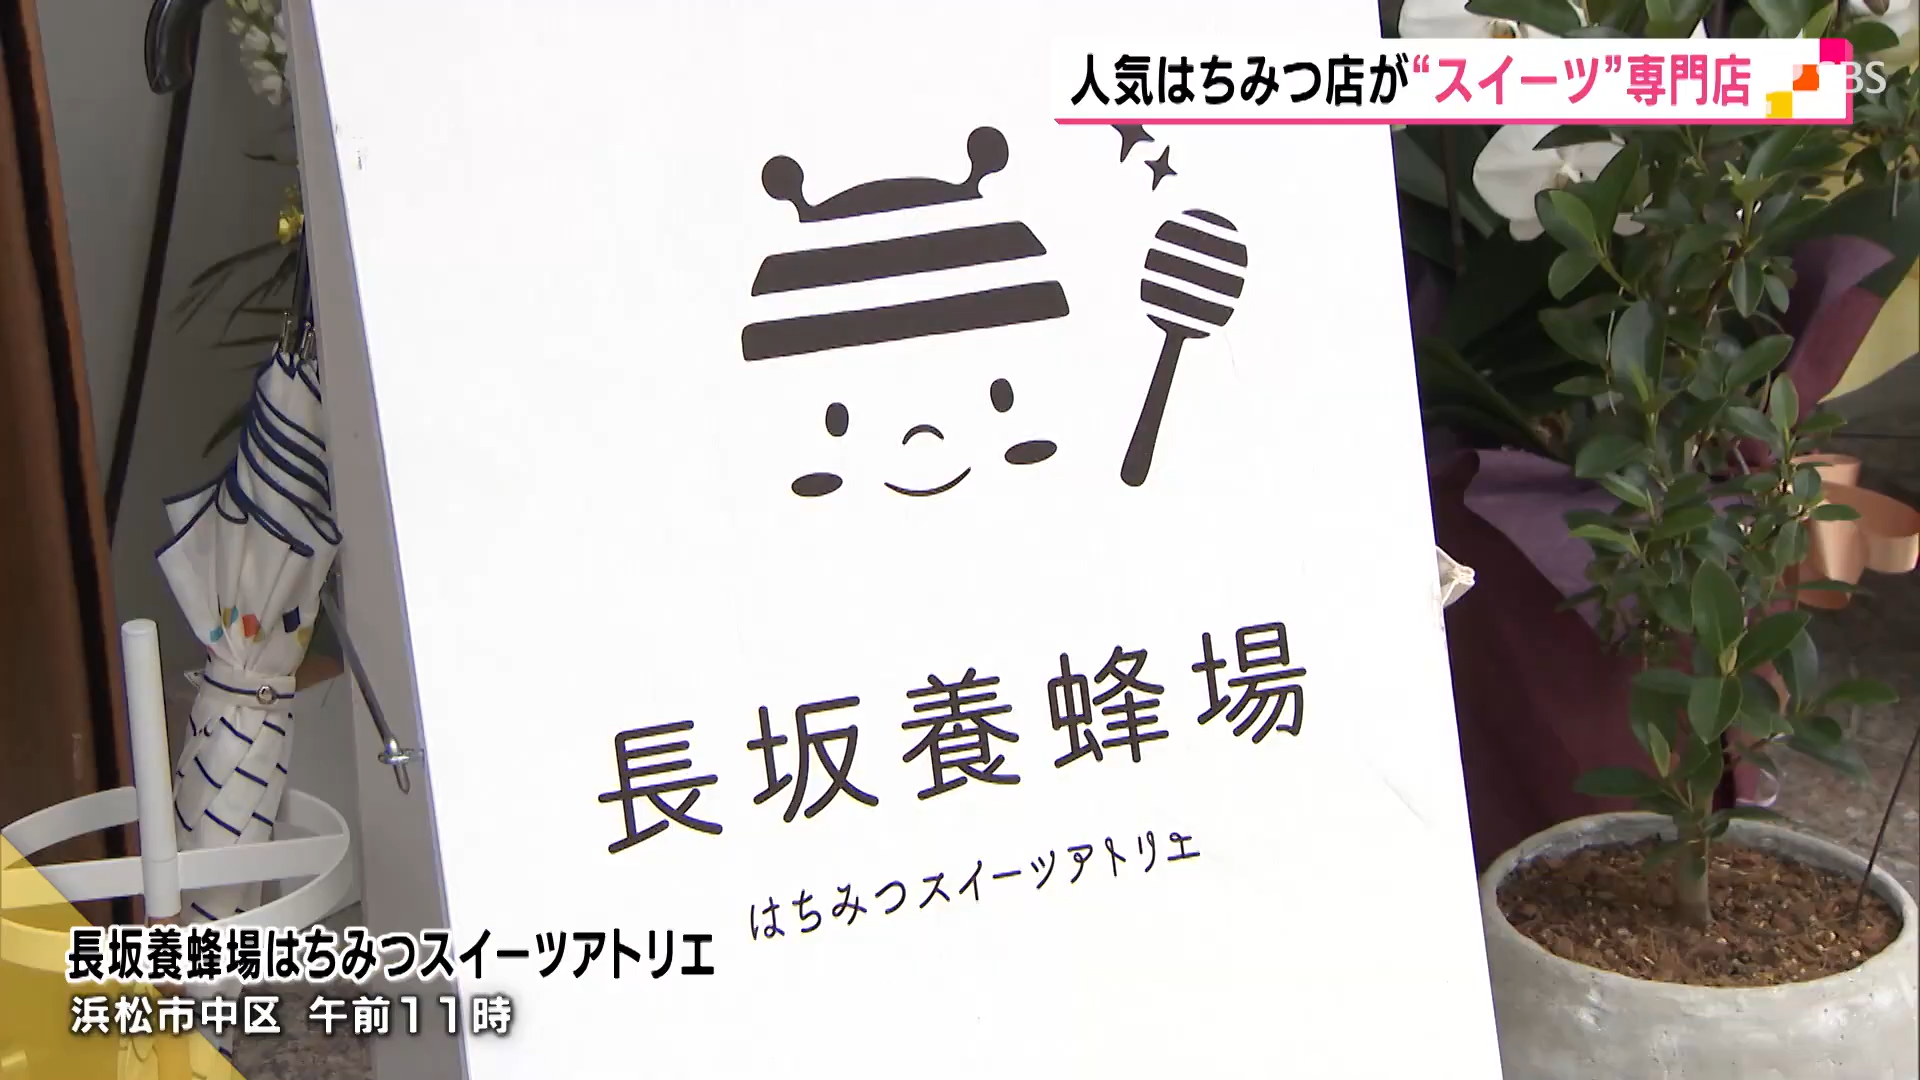 人気はちみつ店が“スイーツ”専門店
長坂養蜂場
はちみつスイーツアトリエ
長坂養蜂場はちみつスイーツアトリエ
浜松市中区 午前11時